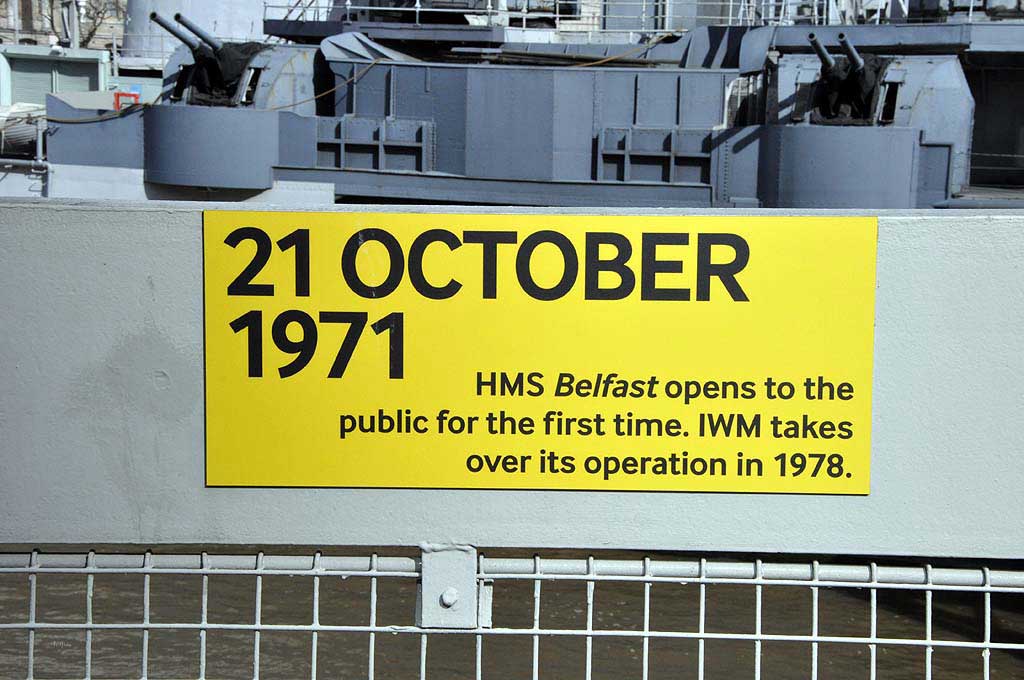 21 OCTOBER
1971
HMS Belfast opens to the
public for the first time. IWM takes
over its operation in 1978.